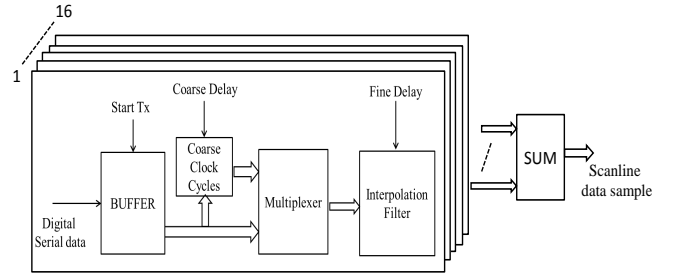 16
1
Coarse Delay
Fine Delay
Start Tx
Coarse
Clock
Cycles
BUFFER
Multiplexer
Interpolation
Filter
SUM
Digital
Serial data
Scanline
data sample